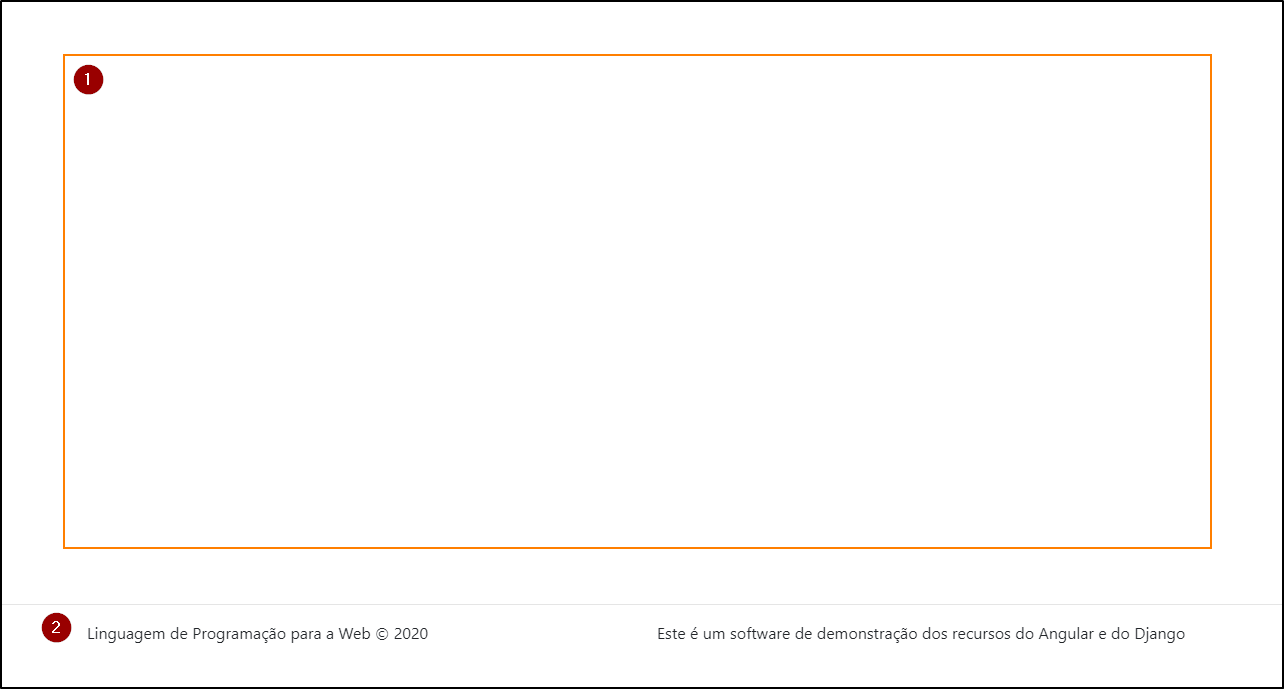 1
2
Linguagem de Programação para a Web © 2020
Este é um software de demonstração dos recursos do Angular e do Django